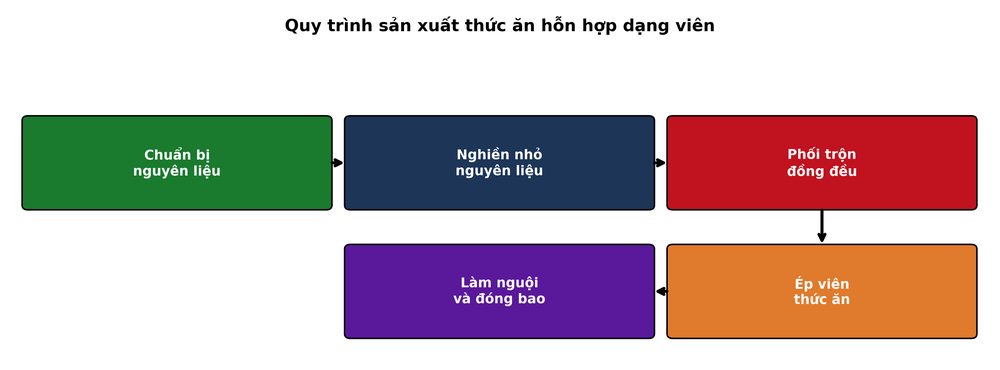 Quy trình sản xuất thức ăn hỗn hợp dạng viên
Chuẩn bị
nguyên liệu
Nghiền nhỏ
nguyên liệu
Phối trộn
đồng đều
Ép viên
thức ăn
Làm nguội
và đóng bao